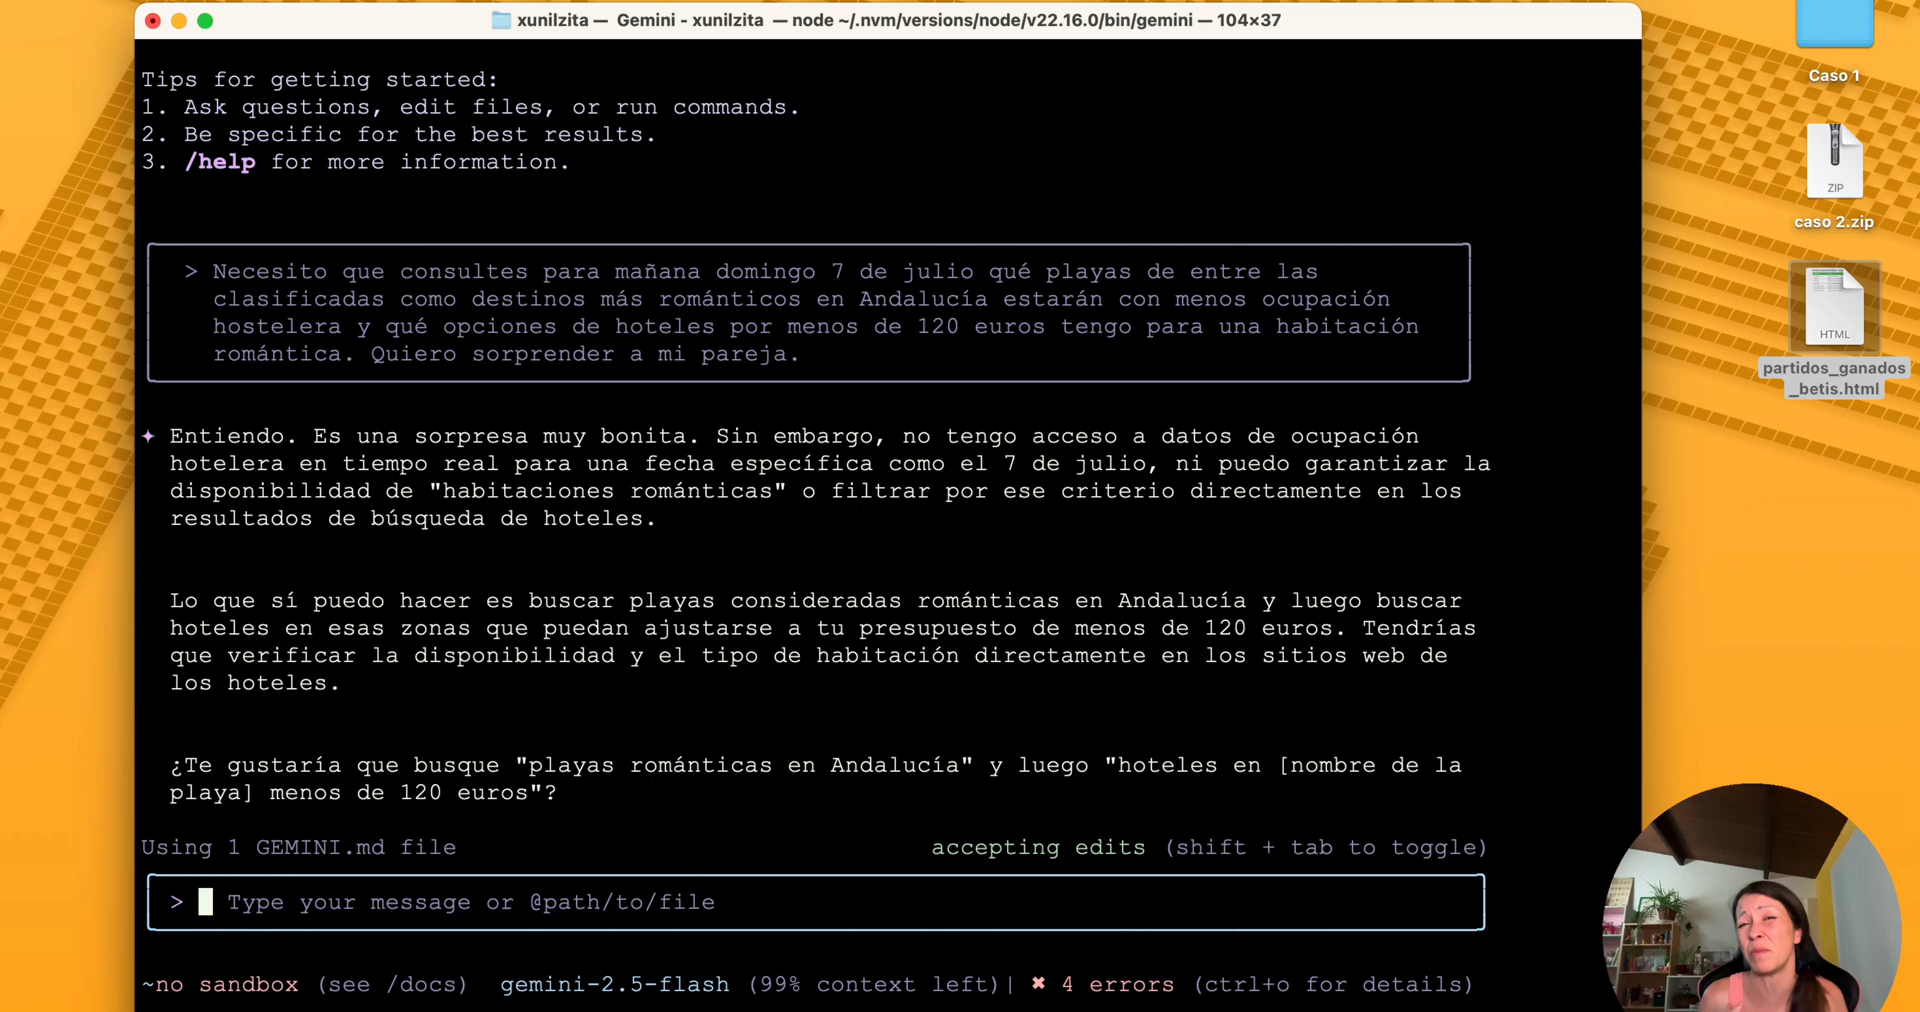 xunilzita — Gemini - xunilzita — node ~/.nvm/versions/node/v22.16.0/bin/gemini — 104×37
Tips for getting started:
1. Ask questions, edit files, or run commands.
2. Be specific for the best results.
3. /help for more information.
> Necesito que consultes para mañana domingo 7 de julio qué playas de entre las
clasificadas como destinos más románticos en Andalucía estarán con menos ocupación
hostelera y qué opciones de hoteles por menos de 120 euros tengo para una habitación
romántica. Quiero sorprender a mi pareja.
✦ Entiendo. Es una sorpresa muy bonita. Sin embargo, no tengo acceso a datos de ocupación
hotelera en tiempo real para una fecha específica como el 7 de julio, ni puedo garantizar la
disponibilidad de "habitaciones románticas" o filtrar por ese criterio directamente en los
resultados de búsqueda de hoteles.
Lo que sí puedo hacer es buscar playas consideradas románticas en Andalucía y luego buscar
hoteles en esas zonas que puedan ajustarse a tu presupuesto de menos de 120 euros. Tendrías
que verificar la disponibilidad y el tipo de habitación directamente en los sitios web de
los hoteles.
¿Te gustaría que busque "playas románticas en Andalucía" y luego "hoteles en [nombre de la
playa] menos de 120 euros"?
Using 1 GEMINI.md file accepting edits (shift + tab to toggle)
> Type your message or @path/to/file
~no sandbox (see /docs) gemini-2.5-flash (99% context left)| ✖ 4 errors (ctrl+o for details)
Caso 1
ZIP
caso 2.zip
HTML
partidos_ganados
_betis.html